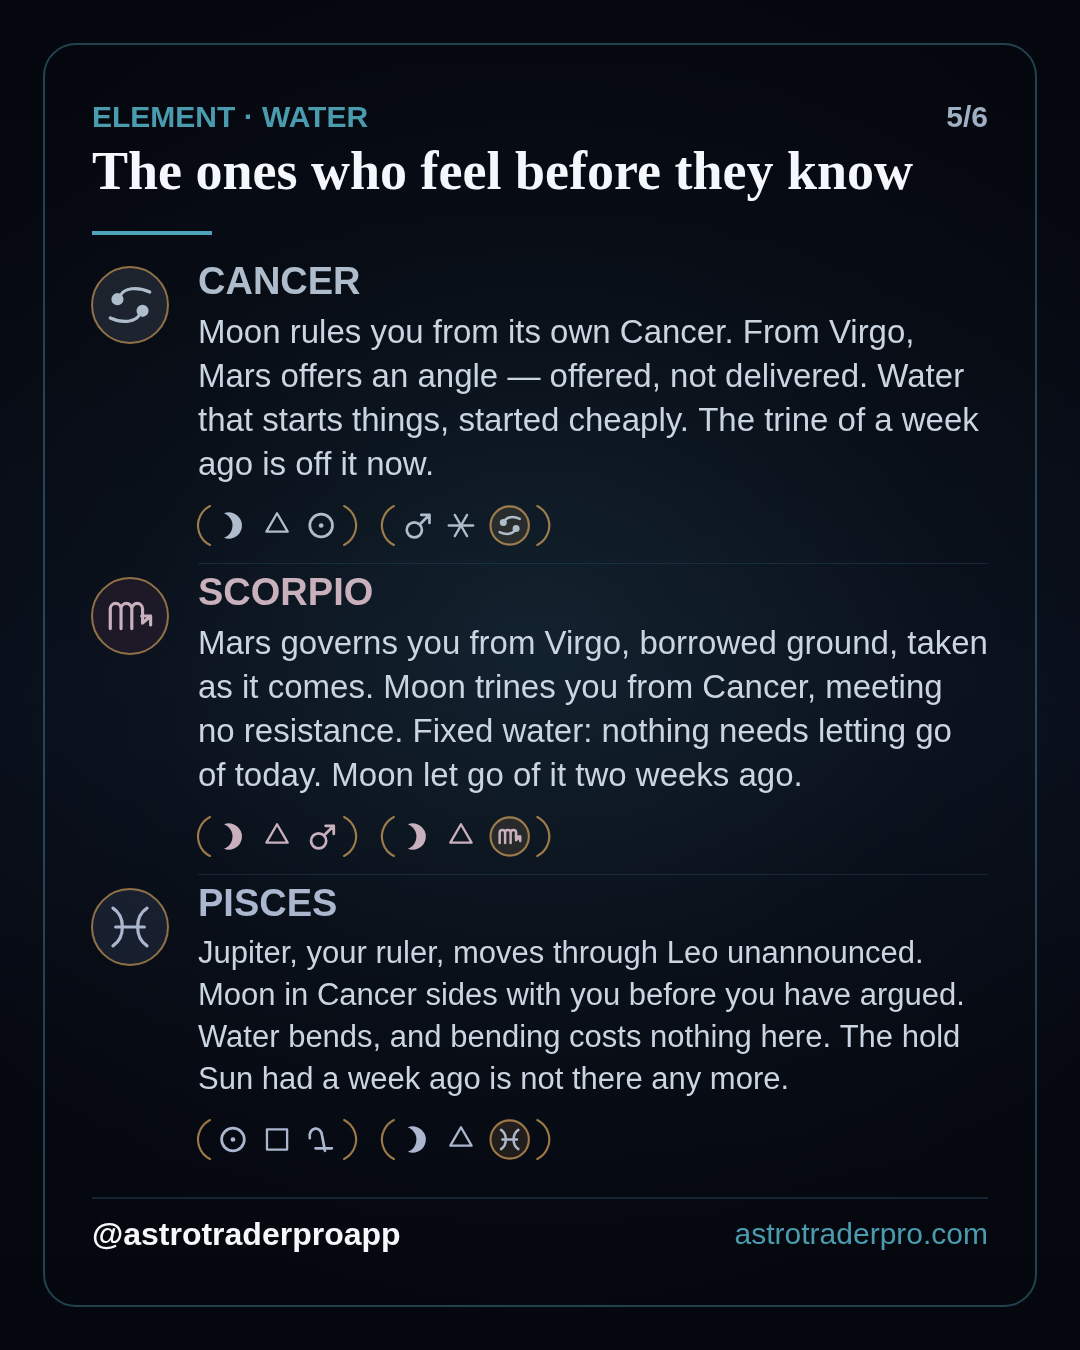 ELEMENT · WATER
5/6
The ones who feel before they know
CANCER
Moon rules you from its own Cancer. From Virgo,
Mars offers an angle — offered, not delivered. Water
that starts things, started cheaply. The trine of a week
ago is off it now.
SCORPIO
Mars governs you from Virgo, borrowed ground, taken
as it comes. Moon trines you from Cancer, meeting
no resistance. Fixed water: nothing needs letting go
of today. Moon let go of it two weeks ago.
PISCES
Jupiter, your ruler, moves through Leo unannounced.
Moon in Cancer sides with you before you have argued.
Water bends, and bending costs nothing here. The hold
Sun had a week ago is not there any more.
@astrotraderproapp
astrotraderpro.com